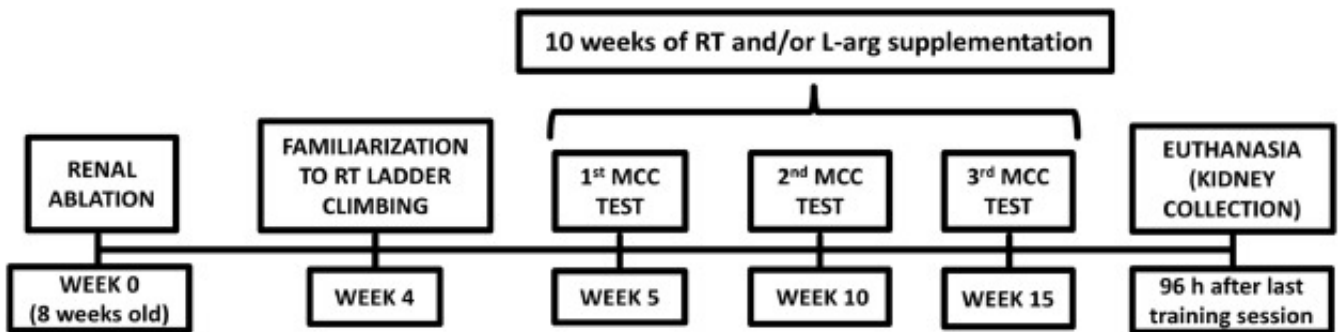 10 weeks of RT and/or L-arg supplementation
RENAL
ABLATION
FAMILIARIZATION
TO RT LADDER
CLIMBING
1st MCC
TEST
2nd MCC
TEST
3rd MCC
TEST
EUTHANASIA
(KIDNEY
COLLECTION)
WEEK 0
(8 weeks old)
WEEK 4
WEEK 5
WEEK 10
WEEK 15
96 h after last
training session